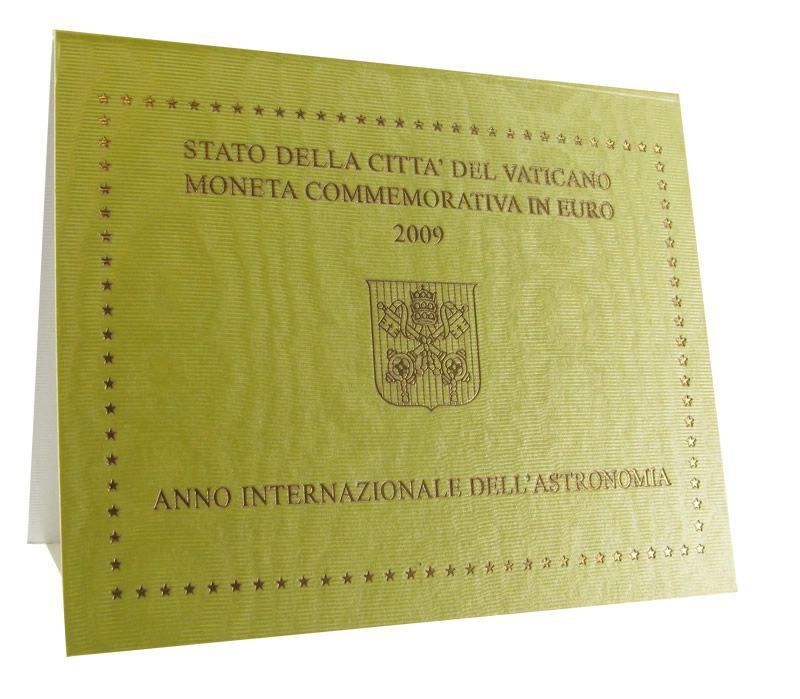 STATO DELLA CITTA' DEL VATICANO
MONETA COMMEMORATIVA IN EURO
2009
ANNO INTERNAZIONALE DELL'ASTRONOMIA